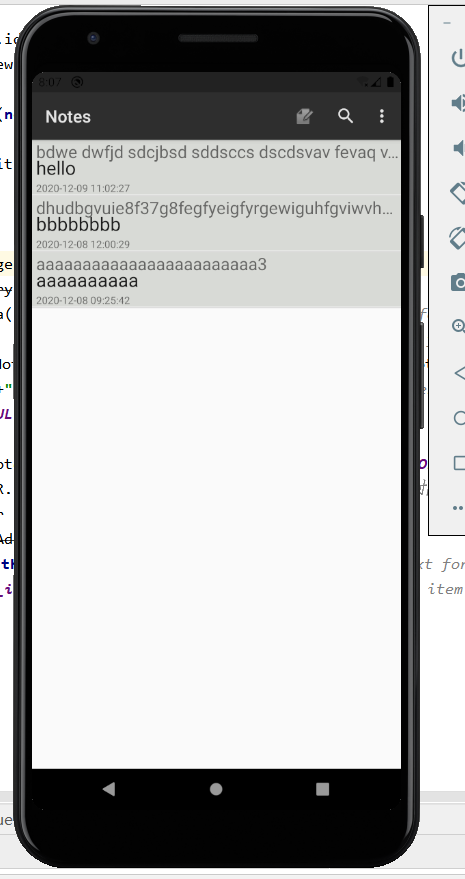 8:07
Notes
bdwe dwfjd sdcjbsd sddsccs dscdsvav fevaq v...
hello
2020-12-09 11:02:27
dhudbgvuie8f37g8fegfyeigfyrgewiguhfgviwvh...
bbbbbbbb
2020-12-08 12:00:29
aaaaaaaaaaaaaaaaaaaaaaaa3
aaaaaaaaaa
2020-12-08 09:25:42
xt for
item